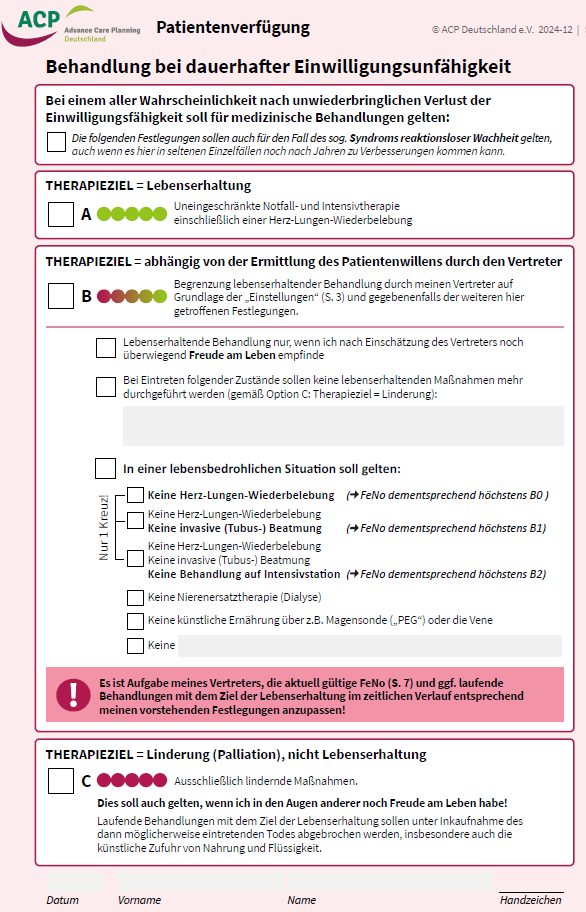 ACP
Advance Care Planning
Deutschland
Patientenverfügung
© ACP Deutschland e.V. 2024-12 |
Behandlung bei dauerhafter Einwilligungsunfähigkeit
Bei einem aller Wahrscheinlichkeit nach unwiederbringlichen Verlust der
Einwilligungsfähigkeit soll für medizinische Behandlungen gelten:
Die folgenden Festlegungen sollen auch für den Fall des sog. Syndroms reaktionsloser Wachheit gelten,
auch wenn es hier in seltenen Einzelfällen noch nach Jahren zu Verbesserungen kommen kann.
THERAPIEZIEL = Lebenserhaltung
A
Uneingeschränkte Notfall- und Intensivtherapie
einschließlich einer Herz-Lungen-Wiederbelebung
THERAPIEZIEL = abhängig von der Ermittlung des Patientenwillens durch den Vertreter
B
Begrenzung lebenserhaltender Behandlung durch meinen Vertreter auf
Grundlage der „Einstellungen“ (S. 3) und gegebenenfalls der weiteren hier
getroffenen Festlegungen.
Lebenserhaltende Behandlung nur, wenn ich nach Einschätzung des Vertreters noch
überwiegend Freude am Leben empfinde
Bei Eintreten folgender Zustände sollen keine lebenserhaltenden Maßnahmen mehr
durchgeführt werden (gemäß Option C: Therapieziel = Linderung):
In einer lebensbedrohlichen Situation soll gelten:
Nur 1 Kreuz!
Keine Herz-Lungen-Wiederbelebung (➔ FeNo dementsprechend höchstens B0 )
Keine Herz-Lungen-Wiederbelebung
Keine invasive (Tubus-) Beatmung (➔ FeNo dementsprechend höchstens B1)
Keine Herz-Lungen-Wiederbelebung
Keine invasive (Tubus-) Beatmung
Keine Behandlung auf Intensivstation (➔ FeNo dementsprechend höchstens B2)
Keine Nierenersatztherapie (Dialyse)
Keine künstliche Ernährung über z.B. Magensonde („PEG“) oder die Vene
Keine
!
Es ist Aufgabe meines Vertreters, die aktuell gültige FeNo (S. 7) und ggf. laufende
Behandlungen mit dem Ziel der Lebenserhaltung im zeitlichen Verlauf entsprechend
meinen vorstehenden Festlegungen anzupassen!
THERAPIEZIEL = Linderung (Palliation), nicht Lebenserhaltung
C
Ausschließlich lindernde Maßnahmen.
Dies soll auch gelten, wenn ich in den Augen anderer noch Freude am Leben habe!
Laufende Behandlungen mit dem Ziel der Lebenserhaltung sollen unter Inkaufnahme des
dann möglicherweise eintretenden Todes abgebrochen werden, insbesondere auch die
künstliche Zufuhr von Nahrung und Flüssigkeit.
Datum Vorname Name Handzeichen